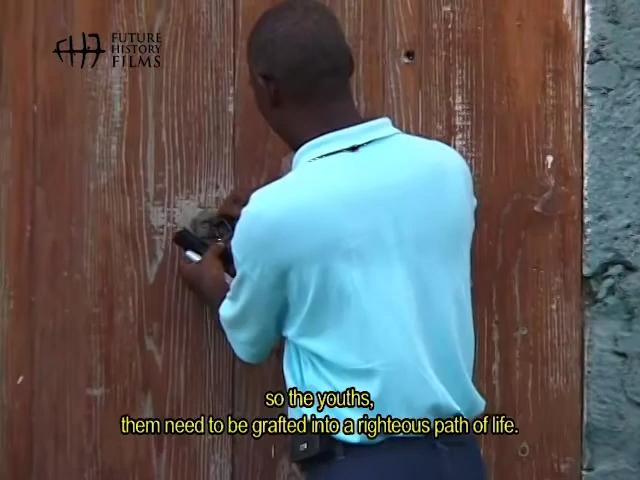 FUTURE
HISTORY
FILMS
so the youths,
them need to be grafted into a righteous path of life.